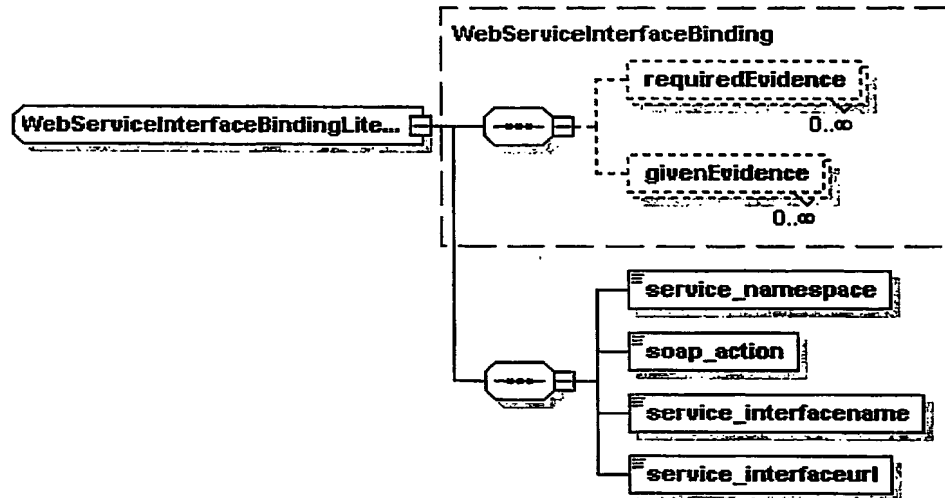 WebServiceInterfaceBinding
requiredEvidence
0..∞
WebServiceInterfaceBindingLite...
givenEvidence
0..∞
service_namespace
soap_action
service_interfacename
service_interfaceurl